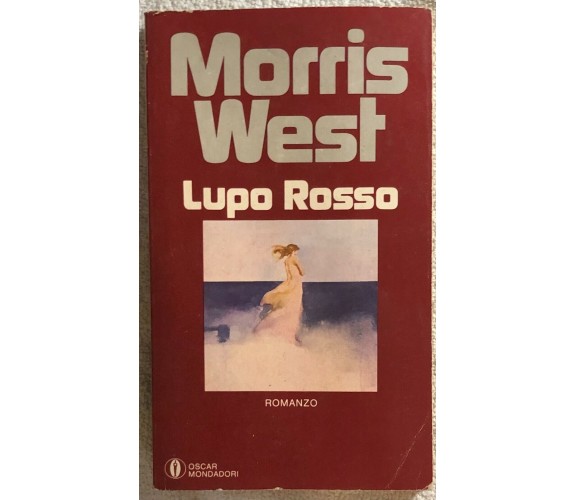 Morris
West
Lupo Rosso
ROMANZO
OSCAR
MONDADORI